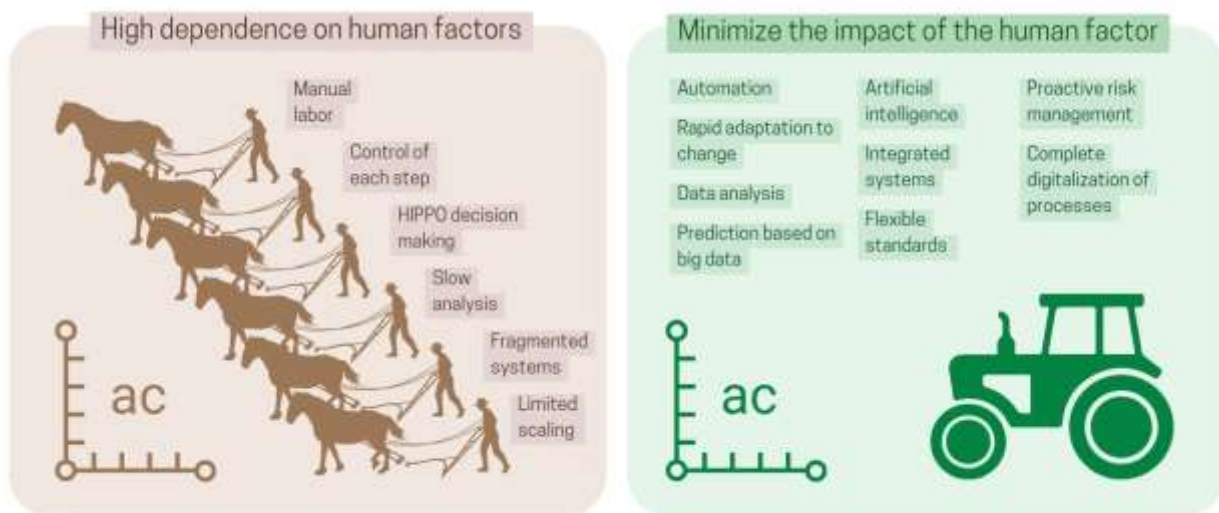 High dependence on human factors
Manual
labor
Control of
each step
HIPPO decision
making
Slow
analysis
Fragmented
systems
Limited
scaling
ac
Minimize the impact of the human factor
Automation
Rapid adaptation to
change
Data analysis
Prediction based on
big data
Artificial
intelligence
Integrated
systems
Flexible
standards
Proactive risk
management
Complete
digitalization of
processes
ac